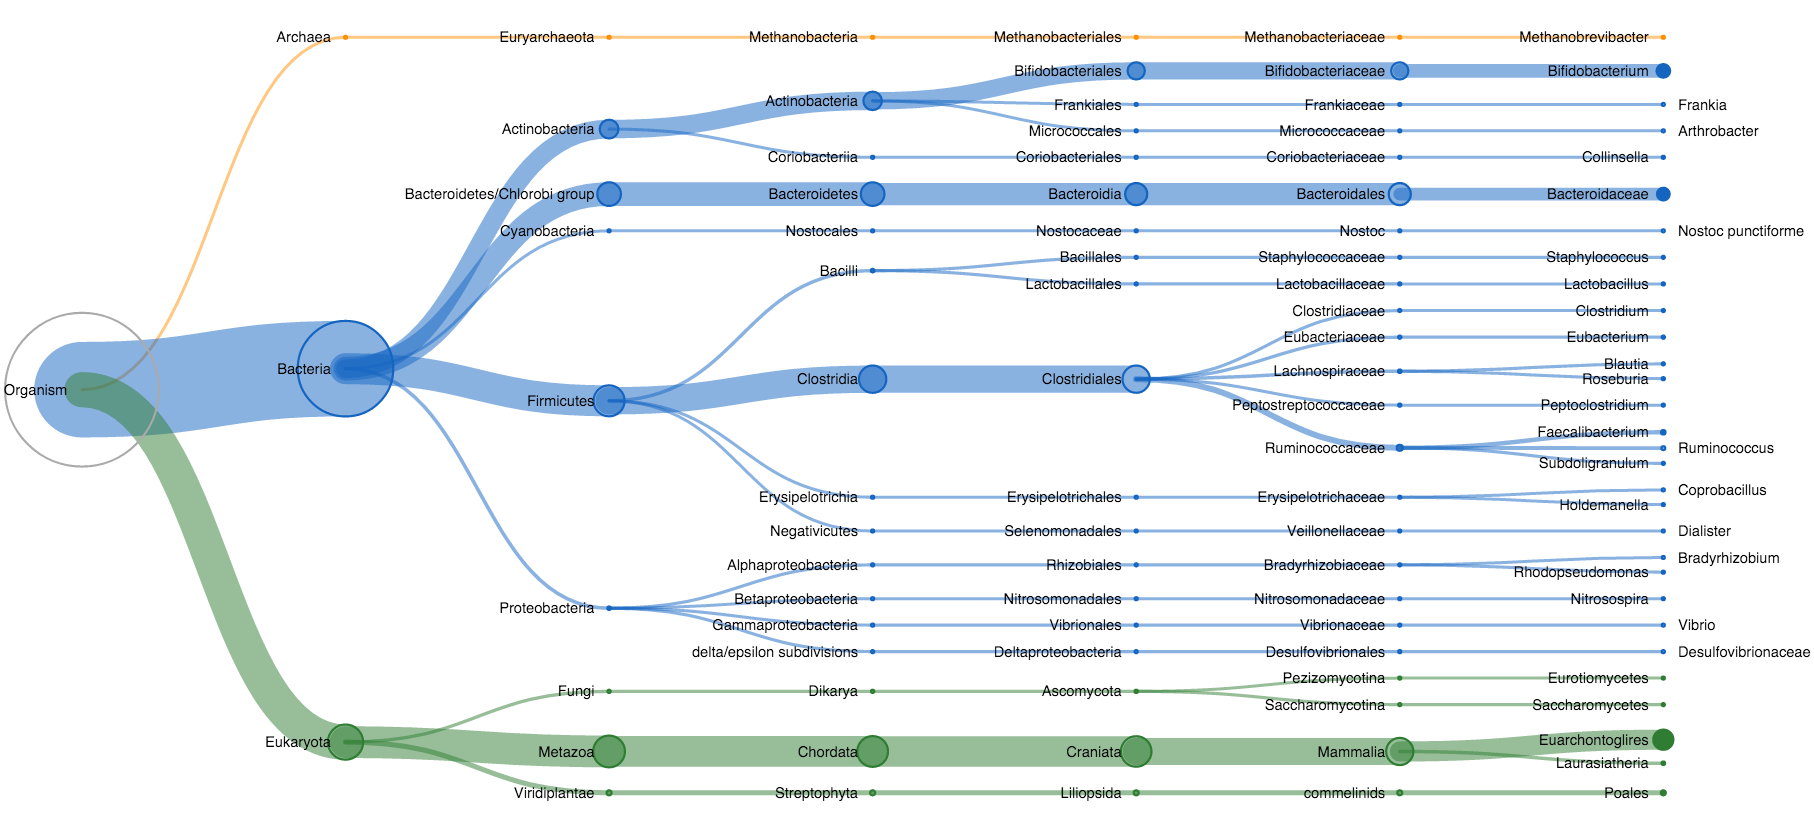 Archaea Euryarchaeota Methanobacteria Methanobacteriales Methanobacteriaceae Methanobrevibacter
Bifidobacteriales Bifidobacteriaceae Bifidobacterium
Actinobacteria
Frankiales Frankiaceae Frankia
Actinobacteria
Micrococcales Micrococcaceae Arthrobacter
Coriobacteriia Coriobacteriales Coriobacteriaceae Collinsella
Bacteroidetes/Chlorobi group Bacteroidetes Bacteroidia Bacteroidales Bacteroidaceae
Cyanobacteria Nostocales Nostocaceae Nostoc Nostoc punctiforme
Bacillales Staphylococcaceae Staphylococcus
Bacilli
Lactobacillales Lactobacillaceae Lactobacillus
Clostridiaceae Clostridium
Eubacteriaceae Eubacterium
Blautia
Bacteria
Lachnospiraceae
Clostridia Clostridiales Roseburia
Organism
Firmicutes
Peptostreptococcaceae Peptoclostridium
Faecalibacterium
Ruminococcaceae Ruminococcus
Subdoligranulum
Coprobacillus
Erysipelotrichia Erysipelotrichales Erysipelotrichaceae
Holdemanella
Negativicutes Selenomonadales Veillonellaceae Dialister
Bradyrhizobium
Alphaproteobacteria Rhizobiales Bradyrhizobiaceae
Rhodopseudomonas
Betaproteobacteria Nitrosomonadales Nitrosomonadaceae Nitrosospira
Proteobacteria
Gammaproteobacteria Vibrionales Vibrionaceae Vibrio
delta/epsilon subdivisions Deltaproteobacteria Desulfovibrionales Desulfovibrionaceae
Pezizomycotina Eurotiomycetes
Fungi Dikarya Ascomycota
Saccharomycotina Saccharomycetes
Euarchontoglires
Eukaryota
Metazoa Chordata Craniata Mammalia
Laurasiatheria
Viridiplantae Streptophyta Liliopsida commelinids Poales